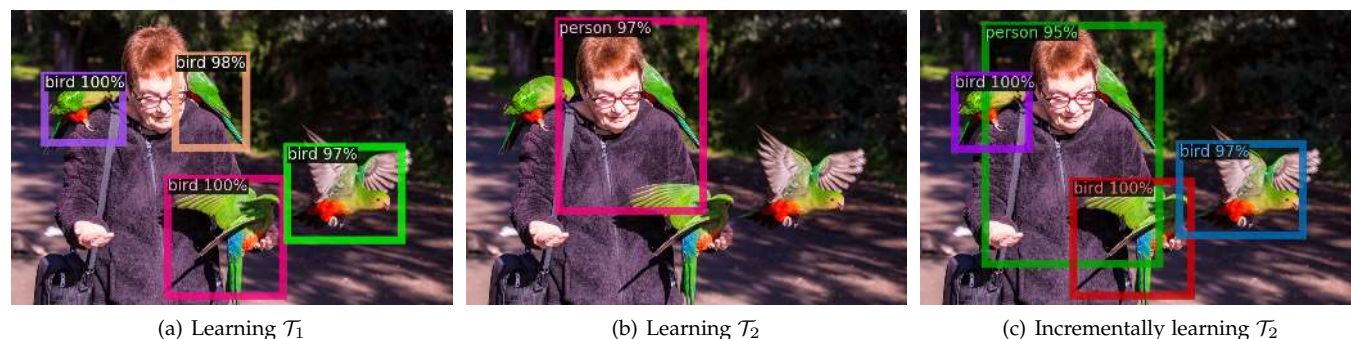 bird 100%
bird 98%
bird 97%
bird 100%
person 97%
person 95%
bird 100%
bird 97%
bird 100%
(a) Learning 𝒯₁
(b) Learning 𝒯₂
(c) Incrementally learning 𝒯₂